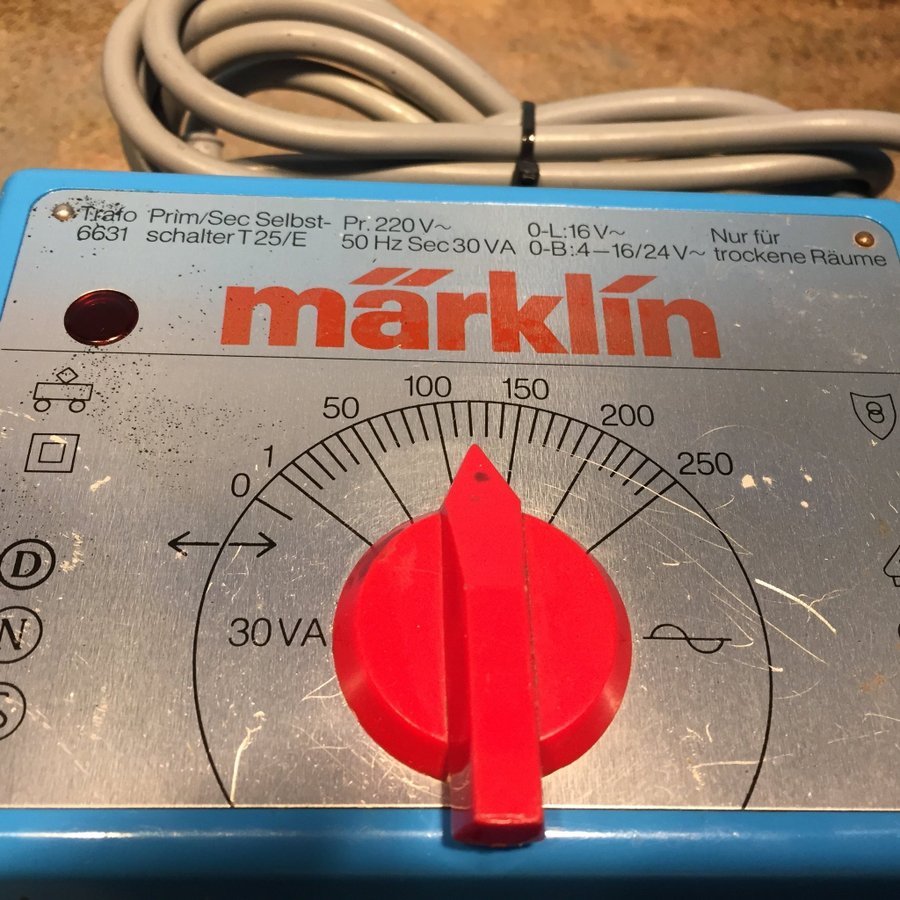 Trafo Prim/Sec Selbst- Pr. 220 V~ 0-L:16 V~ Nur für
6631 schalter T 25/E 50 Hz Sec 30 VA 0-B:4–16/24 V~ trockene Räume
märklin
0 1 50 100 150 200 250
8
D
30 VA
N
S